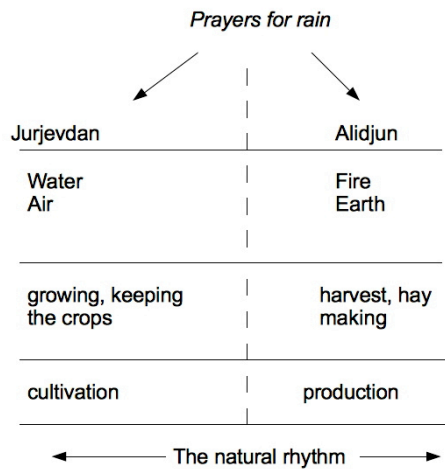 Prayers for rain
Jurjevdan Alidjun
Water Fire
Air Earth
growing, keeping harvest, hay
the crops making
cultivation production
The natural rhythm